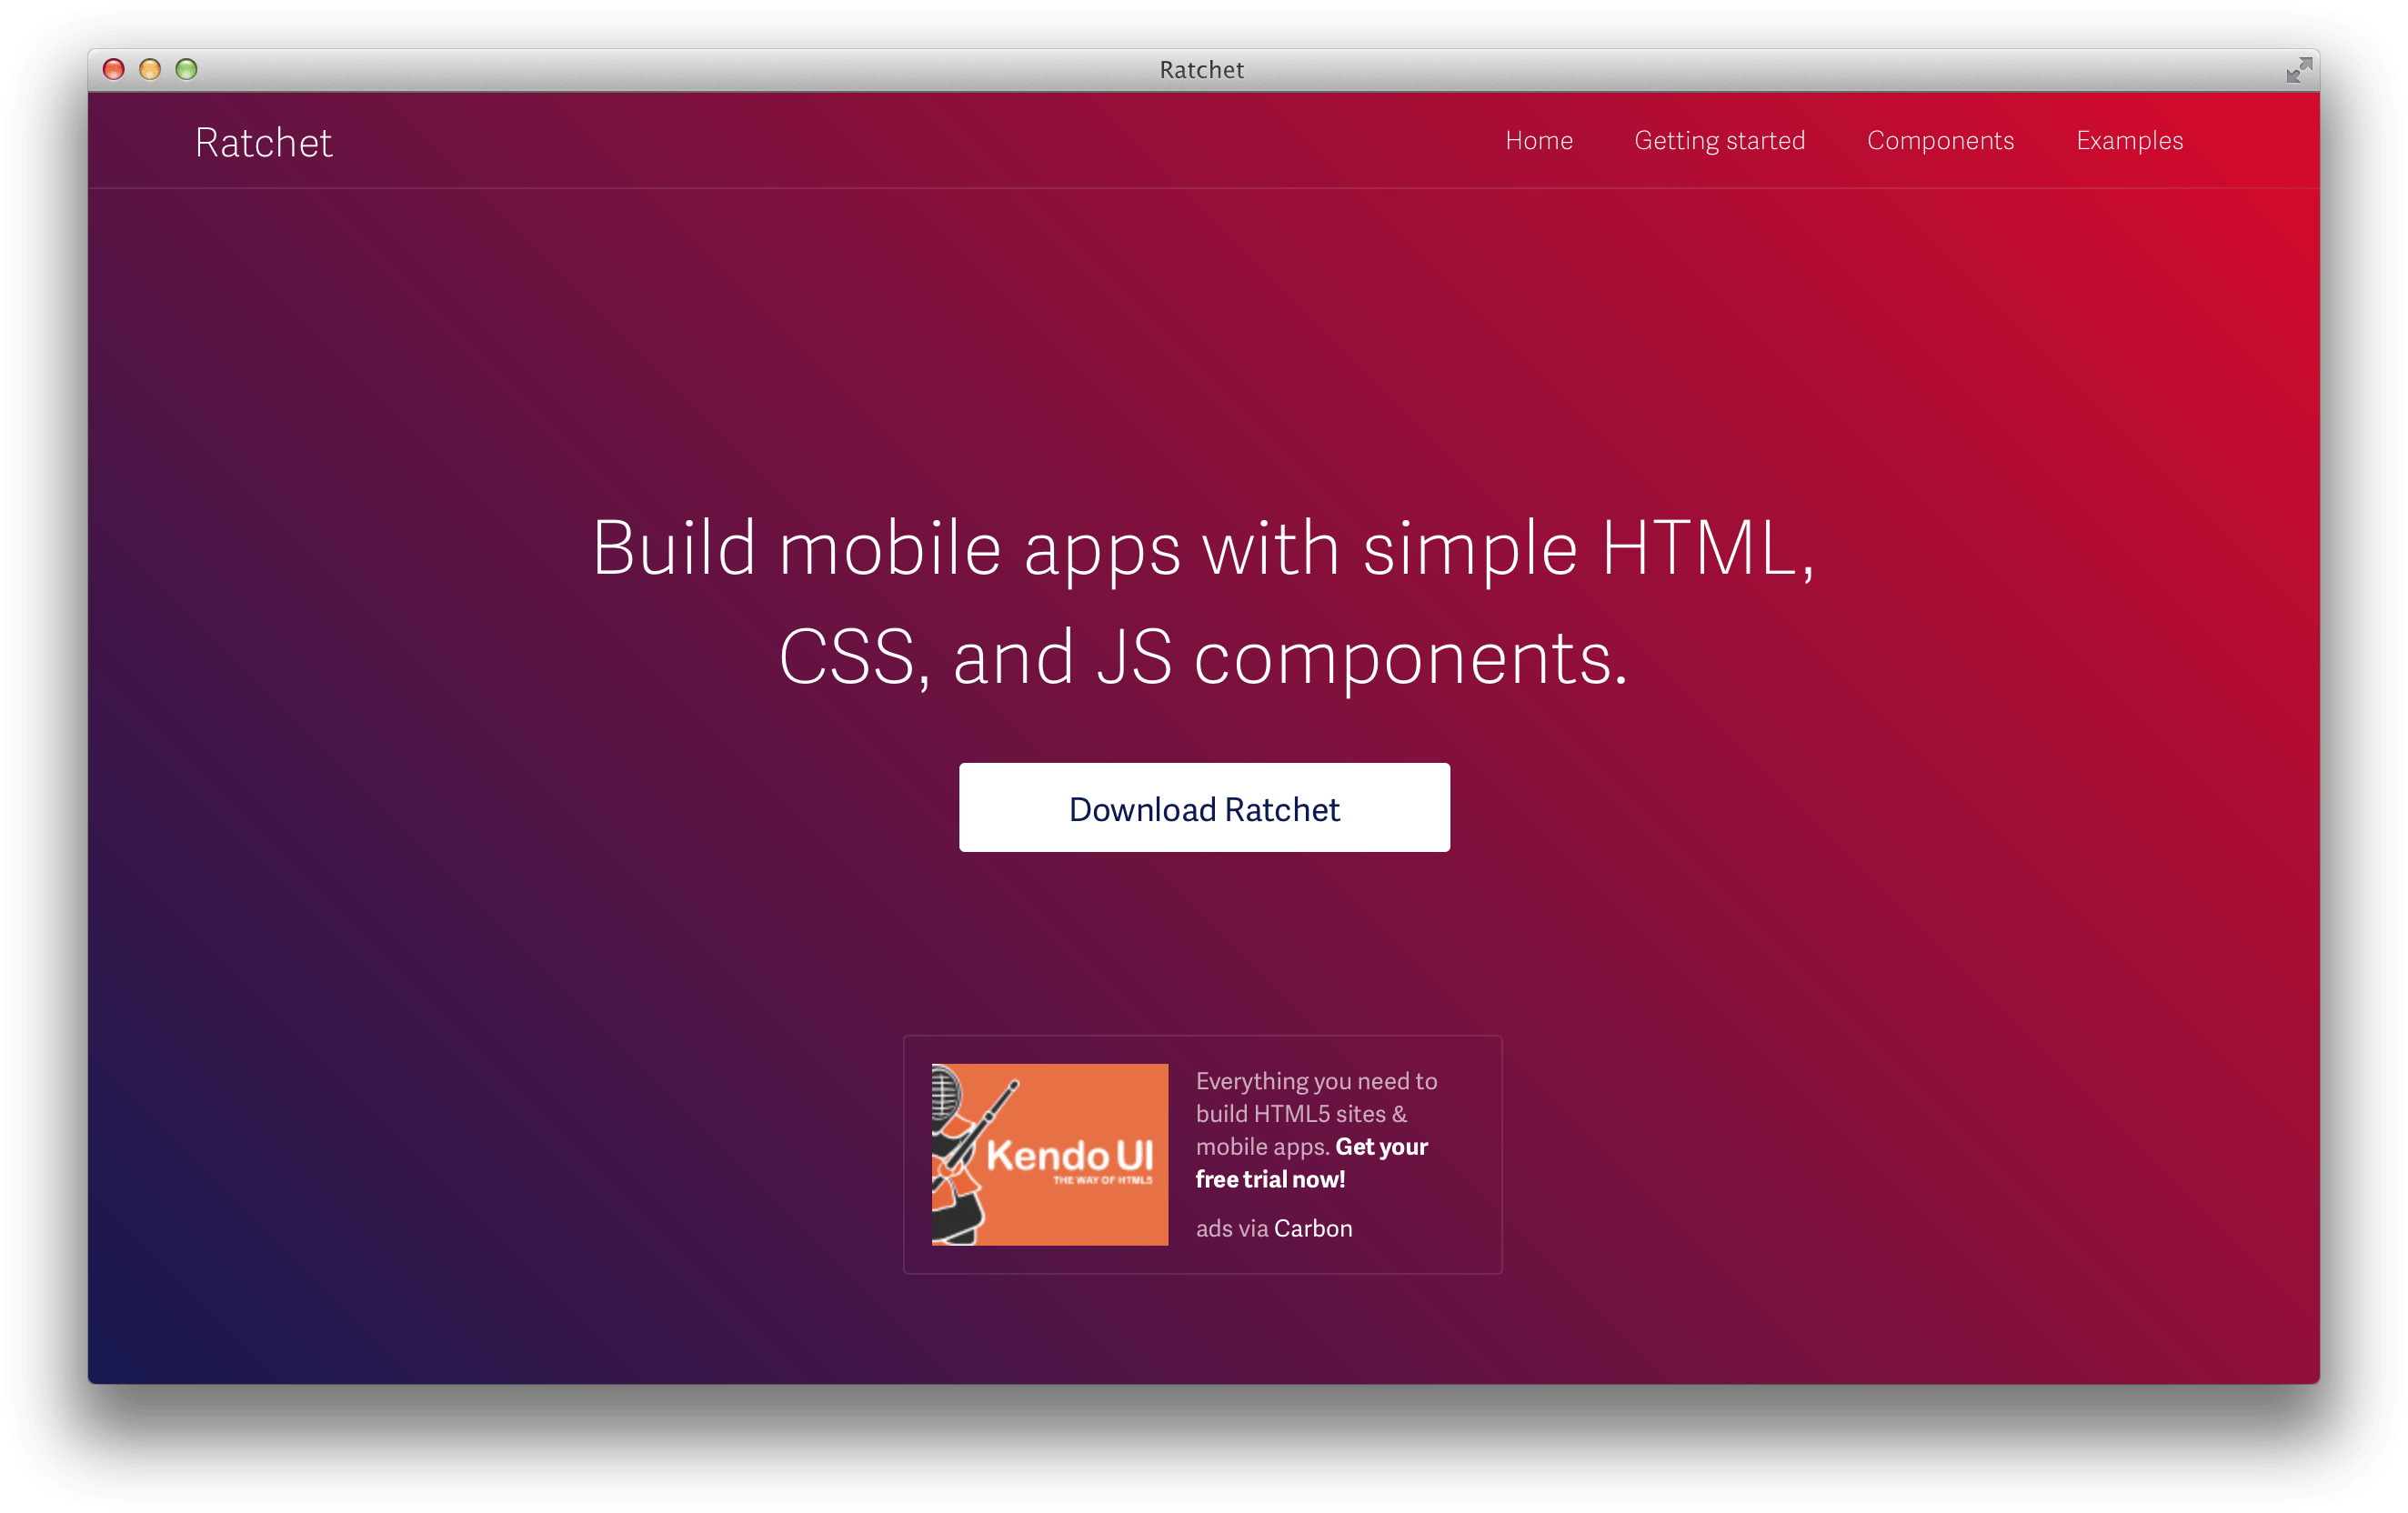 Ratchet
Ratchet
Home
Getting started
Components
Examples
Build mobile apps with simple HTML,
CSS, and JS components.
Download Ratchet
Kendo UI
THE WAY OF HTML5
Everything you need to
build HTML5 sites &
mobile apps. Get your
free trial now!
ads via Carbon